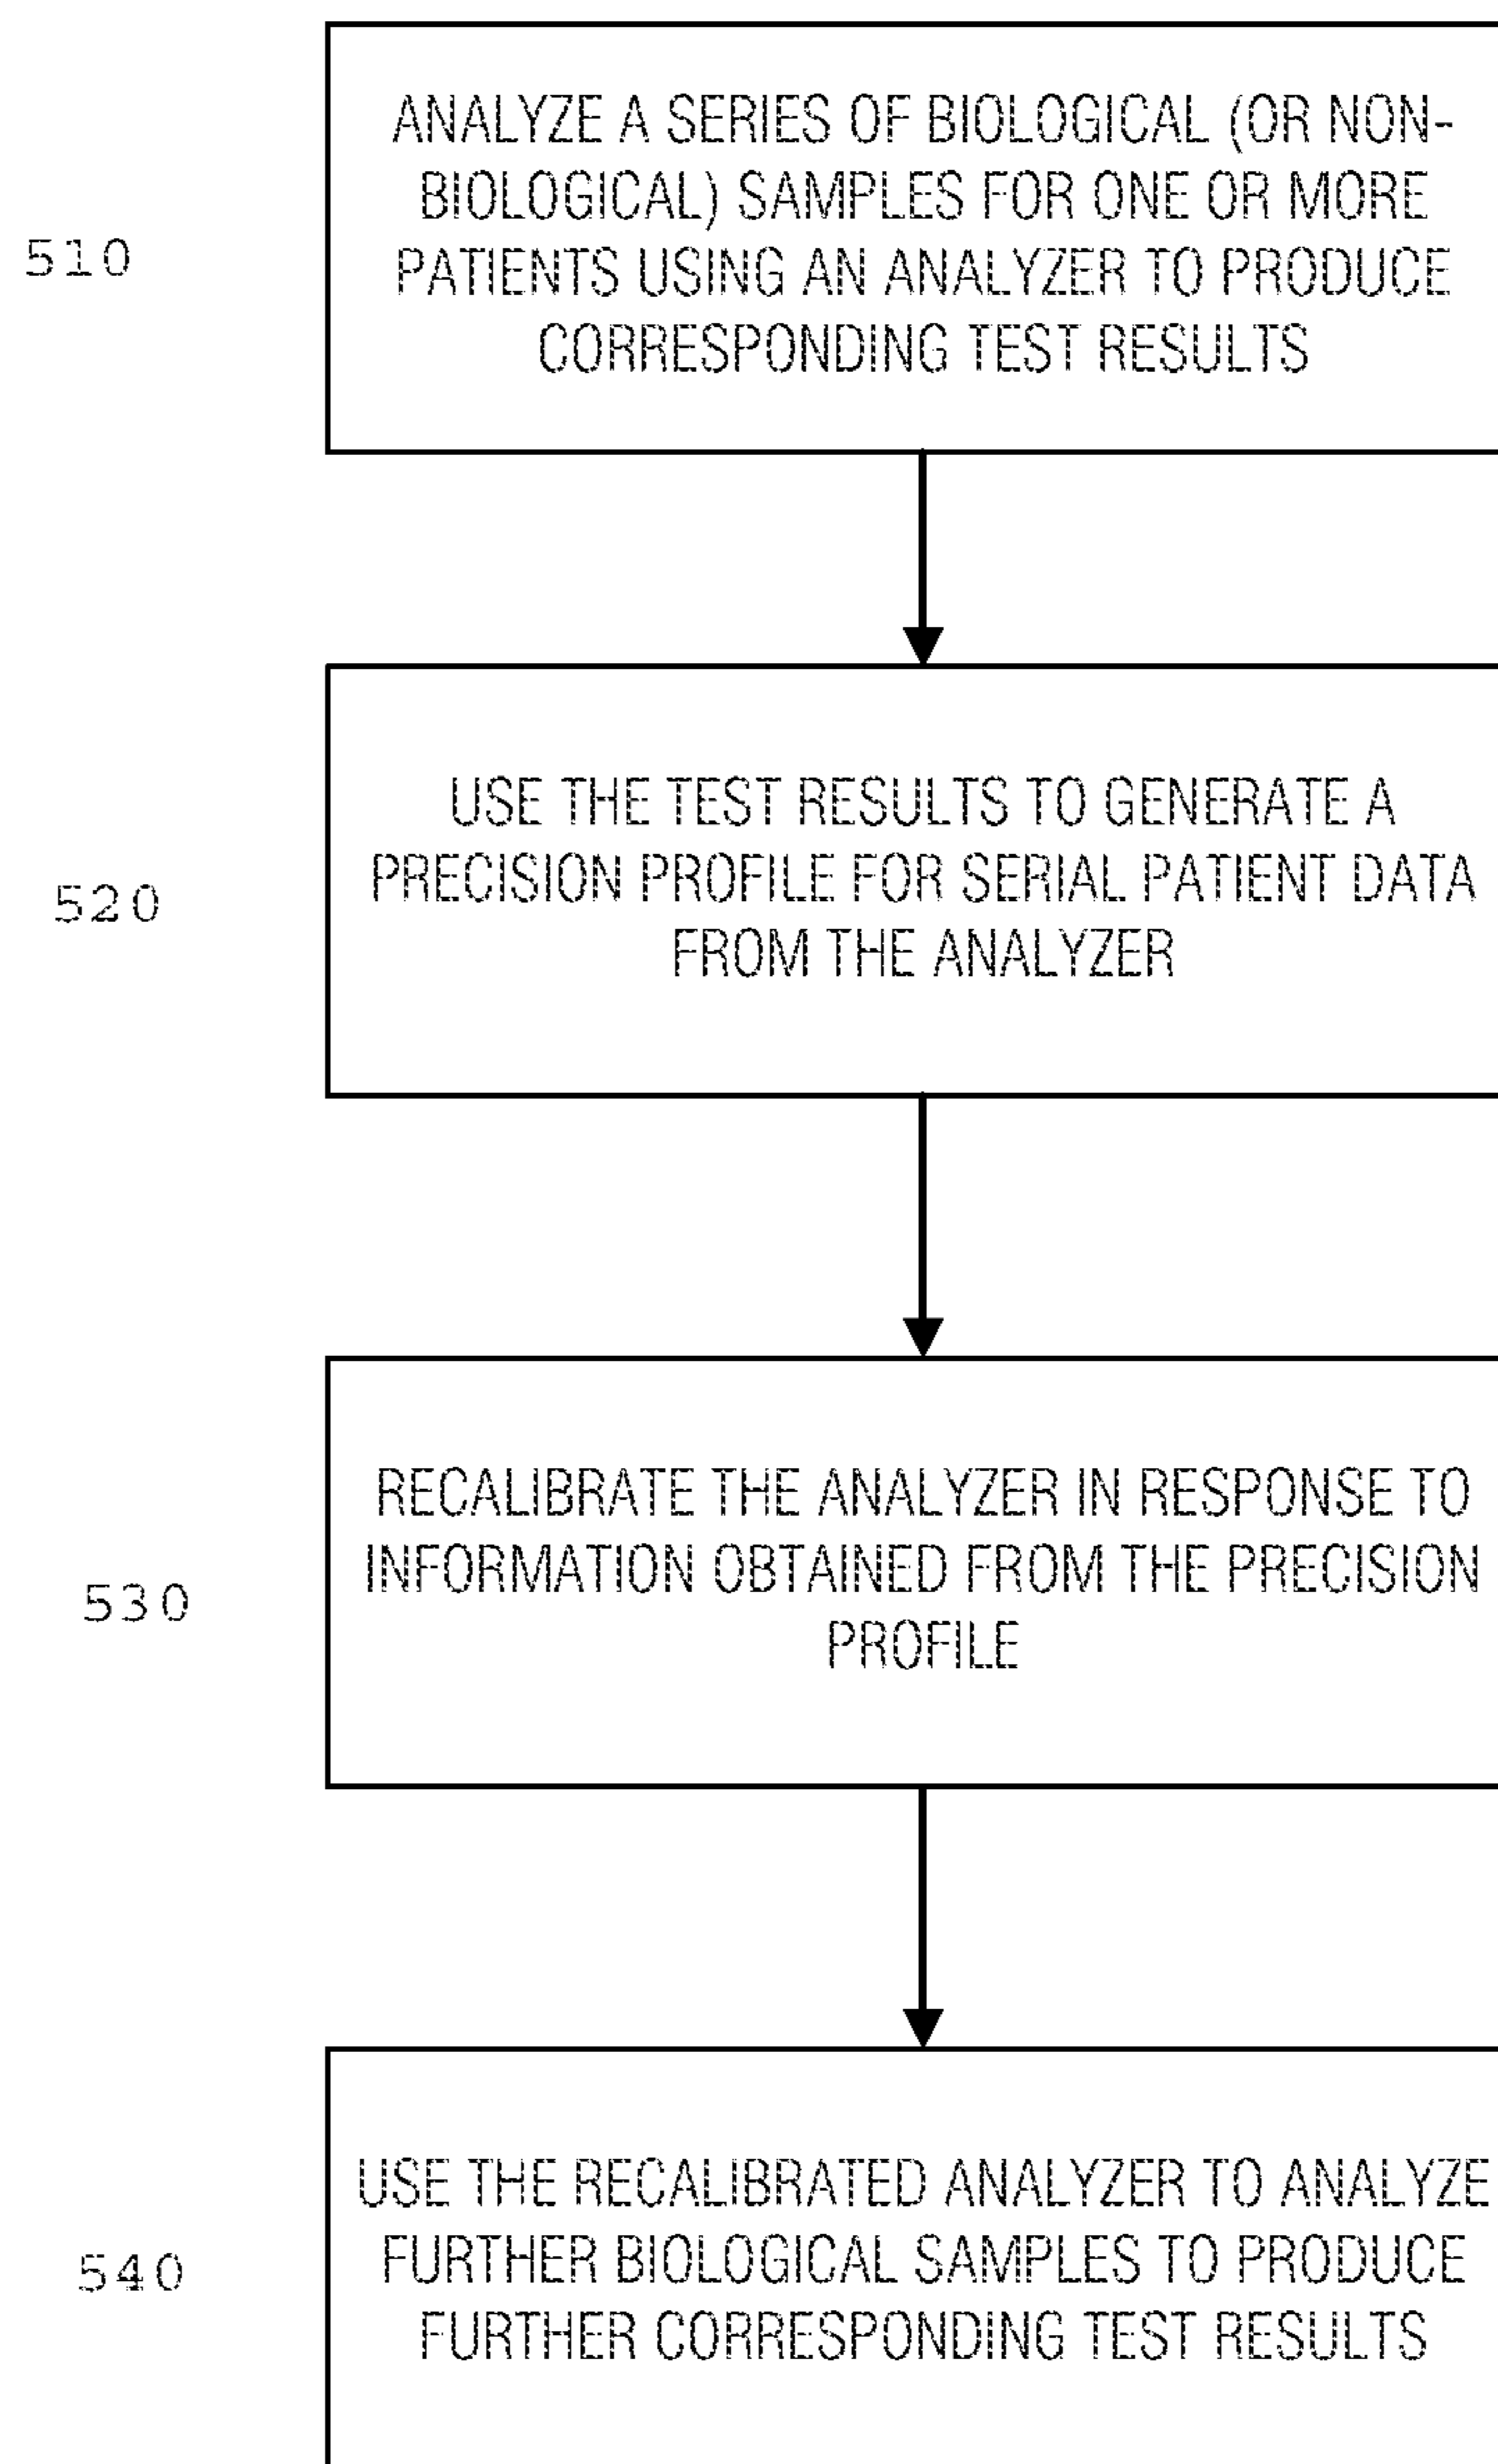 ANALYZE A SERIES OF BIOLOGICAL (OR NON-
BIOLOGICAL) SAMPLES FOR ONE OR MORE
510
PATIENTS USING AN ANALYZER TO PRODUCE
CORRESPONDING TEST RESULTS
USE THE TEST RESULTS TO GENERATE A
520
PRECISION PROFILE FOR SERIAL PATIENT DATA
FROM THE ANALYZER
RECALIBRATE THE ANALYZER IN RESPONSE TO
INFORMATION OBTAINED FROM THE PRECISION
530
PROFILE
USE THE RECALIBRATED ANALYZER TO ANALYZE
FURTHER BIOLOGICAL SAMPLES TO PRODUCE
540
FURTHER CORRESPONDING TEST RESULTS